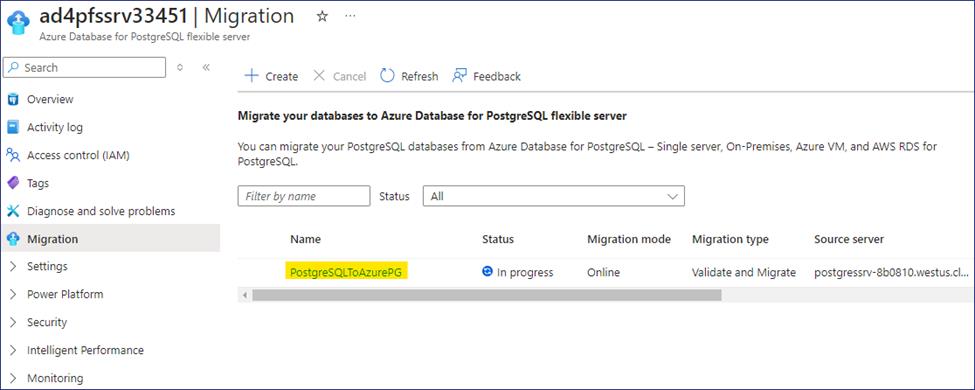 ad4pfssrv33451 | Migration
Azure Database for PostgreSQL flexible server
Search
Overview
Activity log
Access control (IAM)
Tags
Diagnose and solve problems
Migration
Settings
Power Platform
Security
Intelligent Performance
Monitoring
Create Cancel Refresh Feedback
Migrate your databases to Azure Database for PostgreSQL flexible server
You can migrate your PostgreSQL databases from Azure Database for PostgreSQL – Single server, On-Premises, Azure VM, and AWS RDS for
PostgreSQL.
Filter by name Status All
Name Status Migration mode Migration type Source server
PostgreSQLToAzurePG In progress Online Validate and Migrate postgressrv-8b0810.westus.cl...